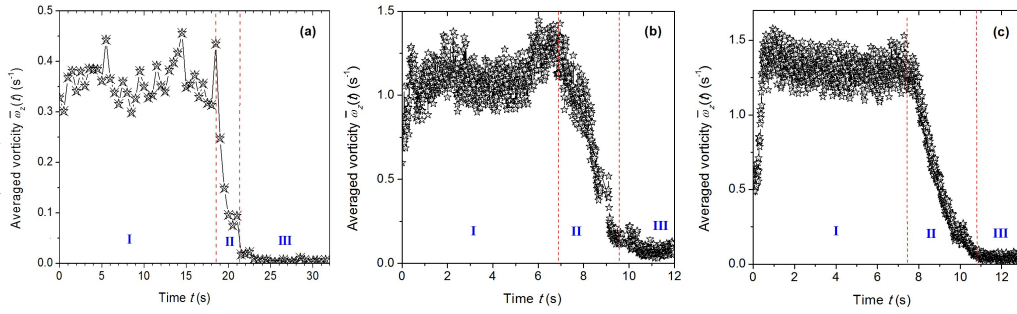 (a)
Averaged vorticity ω̄z(t) (s⁻¹)
0.5
0.4
0.3
0.2
0.1
0.0
I
II
III
0 5 10 15 20 25 30
Time t (s)
(b)
Averaged vorticity ω̄z(t) (s⁻¹)
1.5
1.0
0.5
0.0
I
II
III
0 2 4 6 8 10 12
Time t (s)
(c)
Averaged vorticity ω̄z(t) (s⁻¹)
1.5
1.0
0.5
0.0
I
II
III
0 2 4 6 8 10 12
Time t (s)